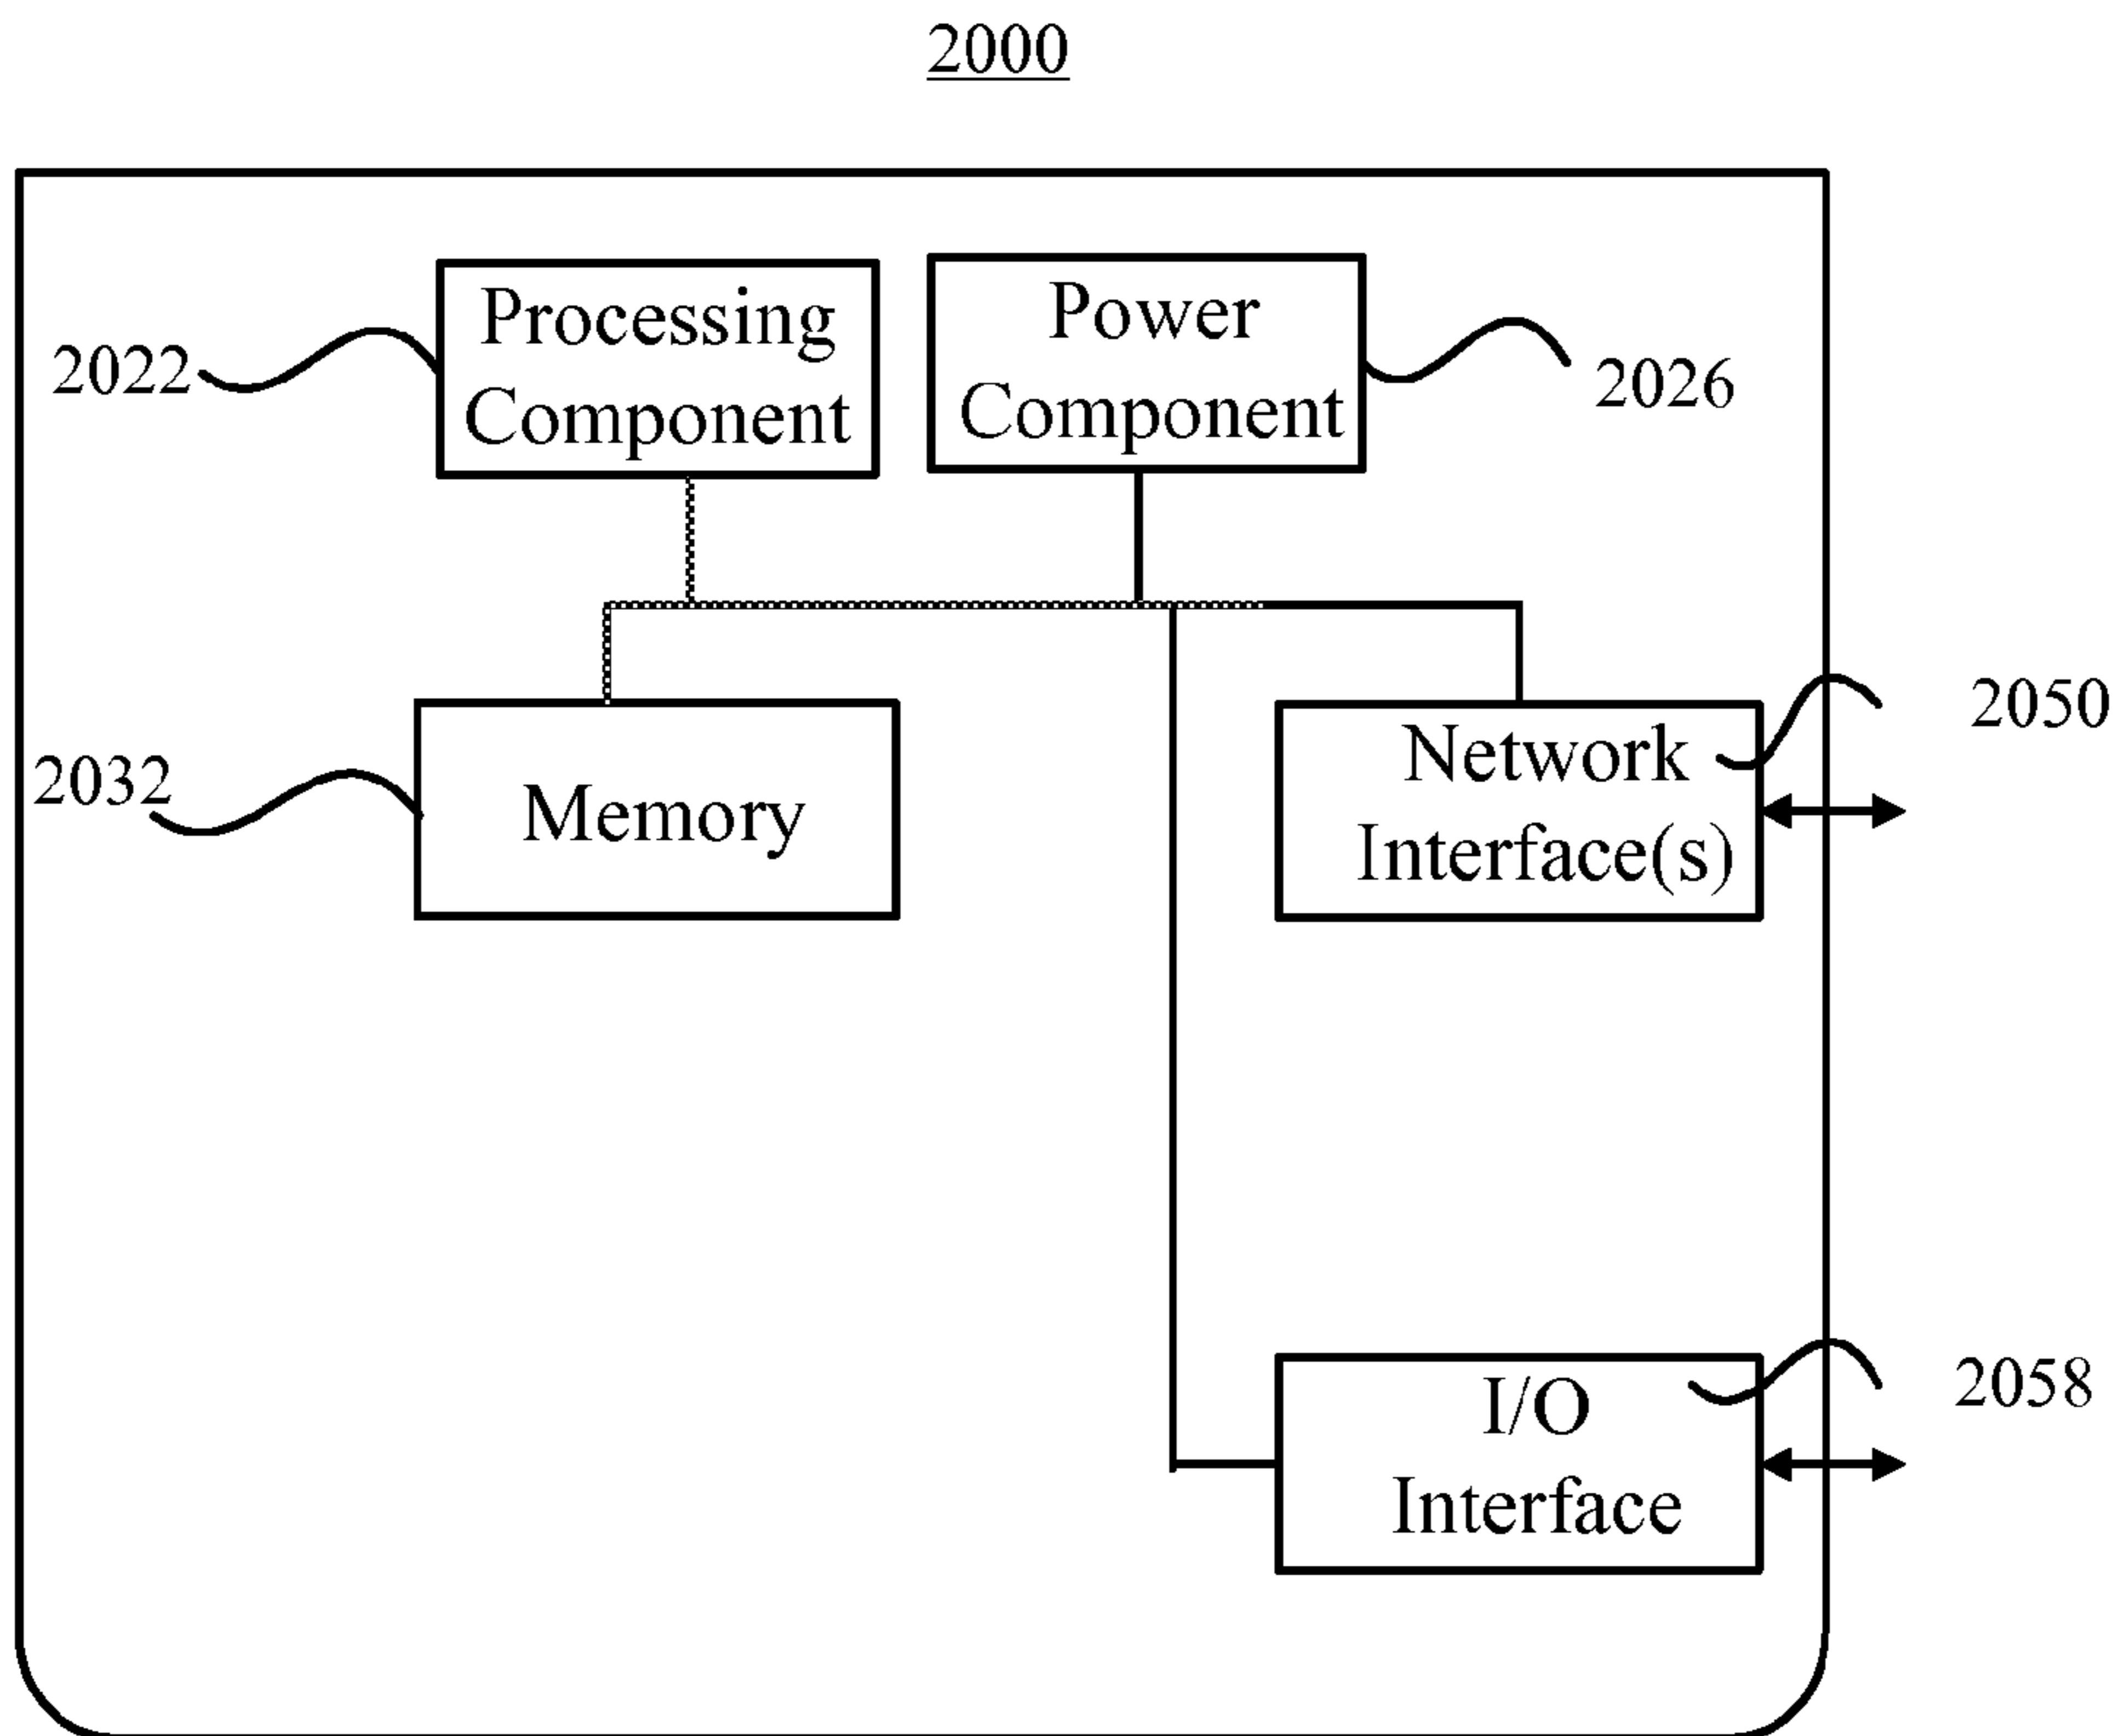 2000
Processing
Component
Power
Component
2022
2026
2032
Memory
Network
Interface(s)
2050
I/O
Interface
2058